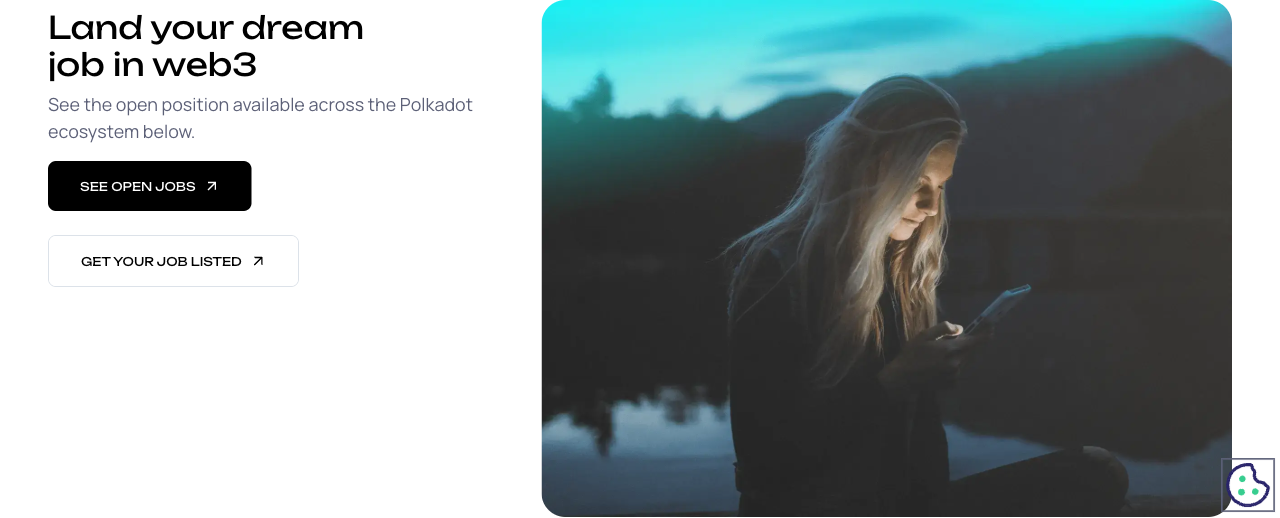 Land your dream
job in web3
See the open position available across the Polkadot
ecosystem below.
SEE OPEN JOBS
GET YOUR JOB LISTED